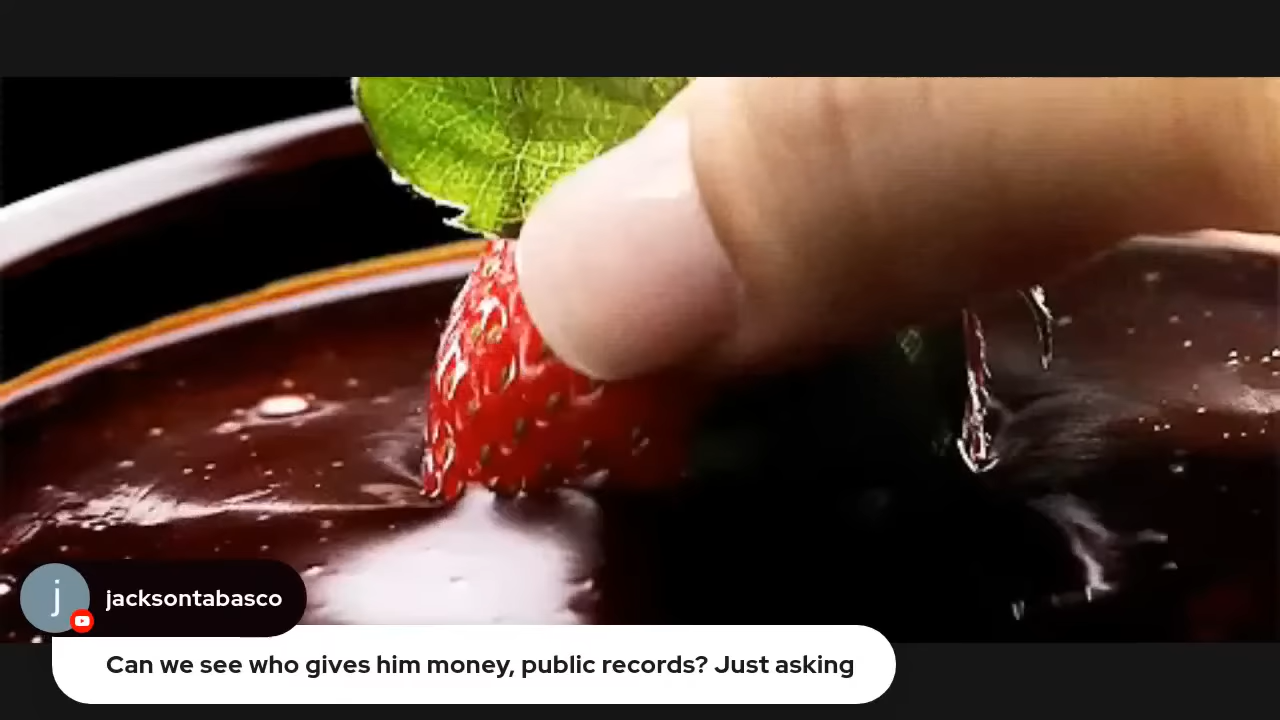 j
jacksontabasco
Can we see who gives him money, public records? Just asking